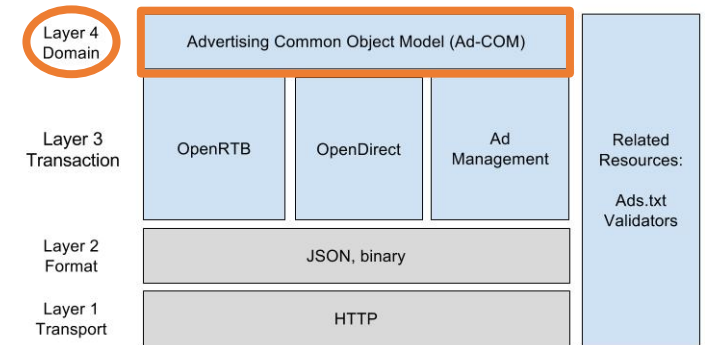 Layer 4
Domain
Advertising Common Object Model (Ad-COM)
Layer 3
Transaction
OpenRTB
OpenDirect
Ad
Management
Related
Resources:
Ads.txt
Validators
Layer 2
Format
JSON, binary
Layer 1
Transport
HTTP